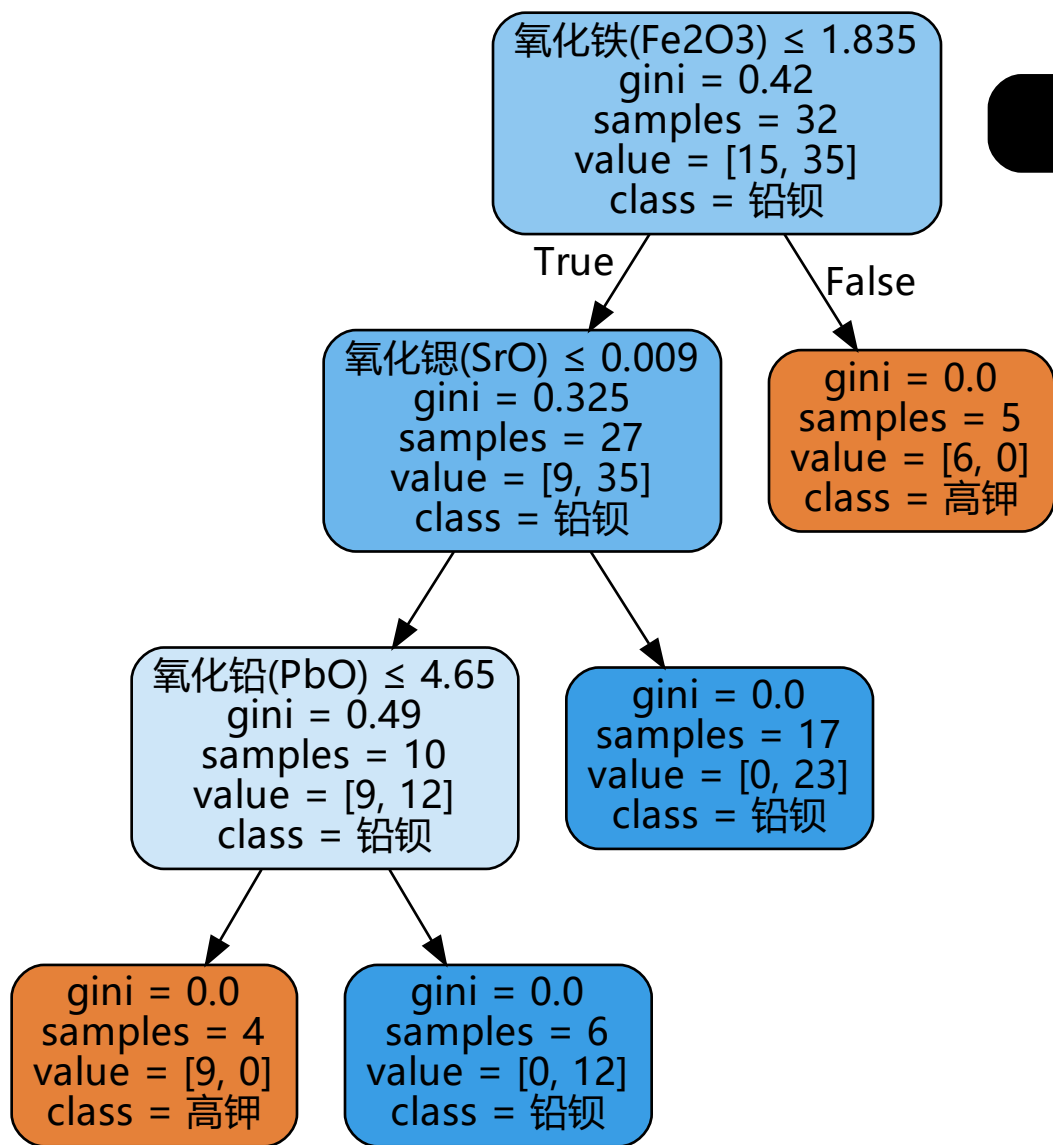 氧化铁(Fe2O3) ≤ 1.835
gini = 0.42
samples = 32
value = [15, 35]
class = 铅钡
True
False
氧化锶(SrO) ≤ 0.009
gini = 0.325
samples = 27
value = [9, 35]
class = 铅钡
gini = 0.0
samples = 5
value = [6, 0]
class = 高钾
氧化铅(PbO) ≤ 4.65
gini = 0.49
samples = 10
value = [9, 12]
class = 铅钡
gini = 0.0
samples = 17
value = [0, 23]
class = 铅钡
gini = 0.0
samples = 4
value = [9, 0]
class = 高钾
gini = 0.0
samples = 6
value = [0, 12]
class = 铅钡